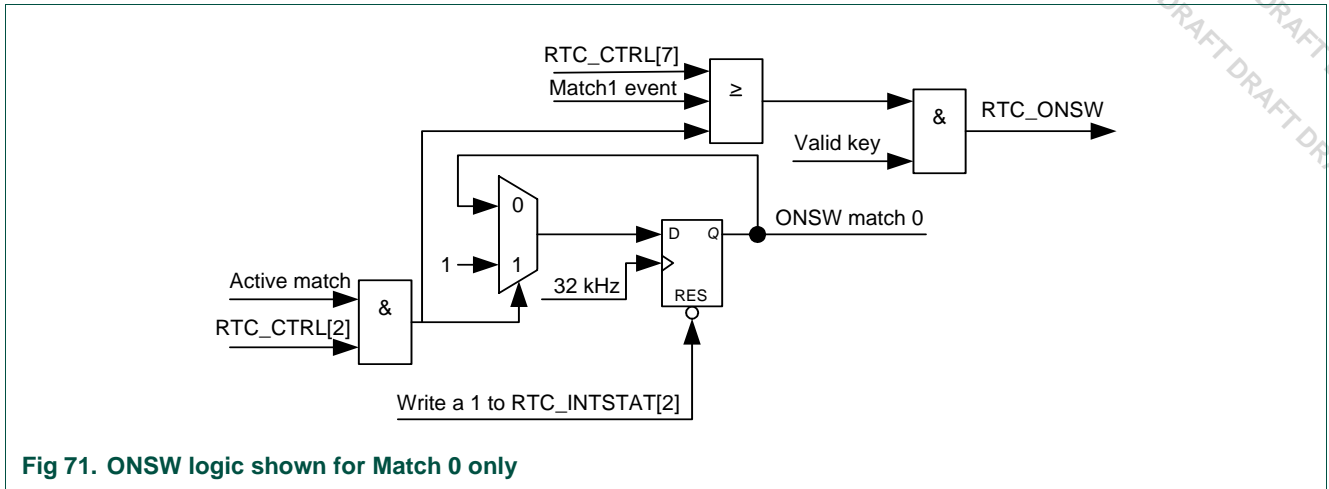 DRAFT DRAFT DRAFT
DRAFT
RTC_CTRL[7]
Match1 event
≥
Valid key
&
RTC_ONSW
0
1
1
D
Q
RES
32 kHz
ONSW match 0
Active match
RTC_CTRL[2]
&
Write a 1 to RTC_INTSTAT[2]
Fig 71. ONSW logic shown for Match 0 only